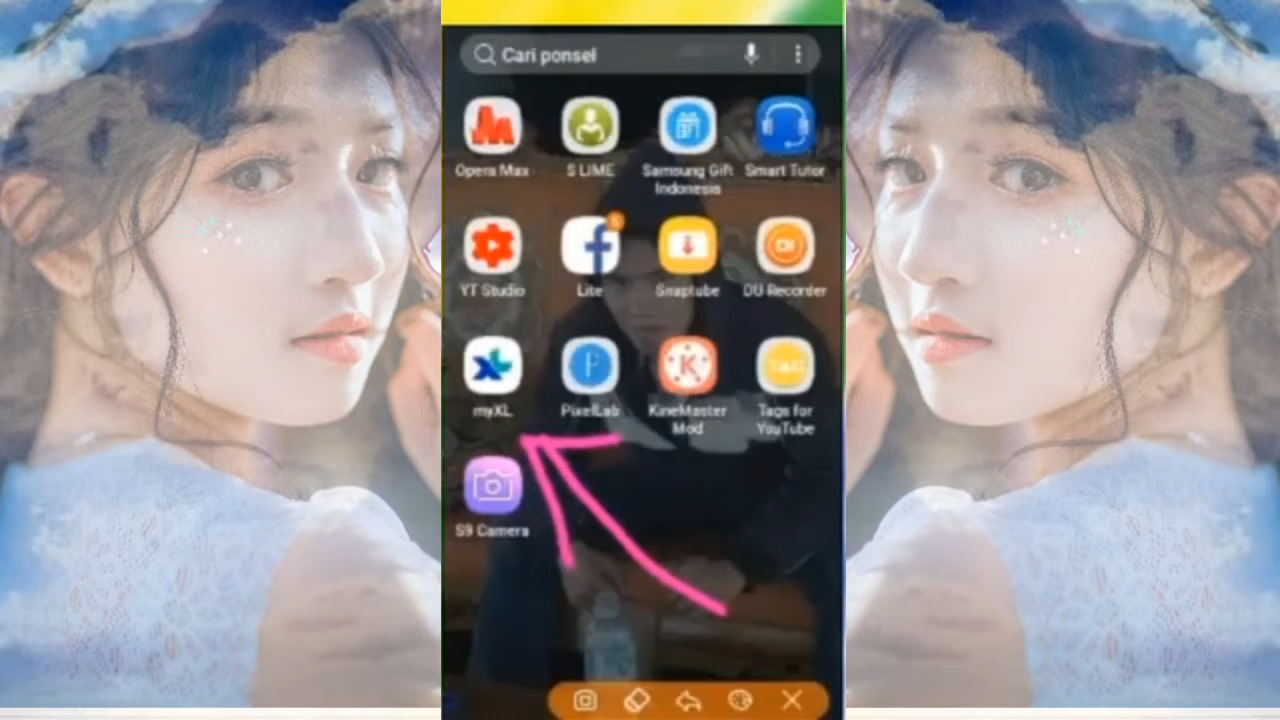 Cari ponsel
Opera Max
S LIME
Samsung Gift
Indonesia
Smart Tutor
YT Studio
Lite
Snaptube
DU Recorder
myXL
PixelLab
KineMaster
Mod
Tags for
YouTube
S9 Camera